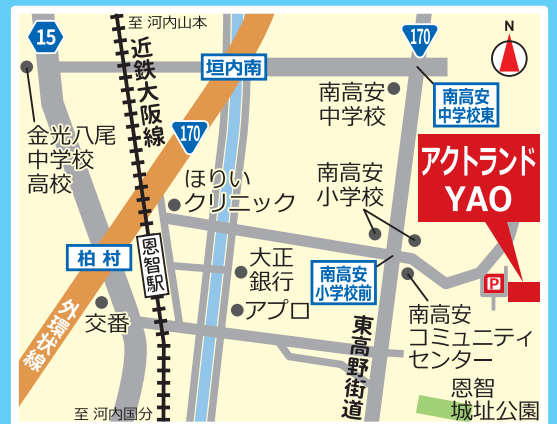 至 河内山本
15
近鉄大阪線
170
N
垣内南
南高安
中学校東
南高安
中学校
金光八尾
中学校
高校
170
アクトランド
YAO
ほりい
クリニック
南高安
小学校
柏村
恩智駅
大正
銀行
南高安
小学校前
P
アプロ
交番
南高安
コミュニティ
センター
外環状線
東高野街道
恩智
城址公園
至 河内国分